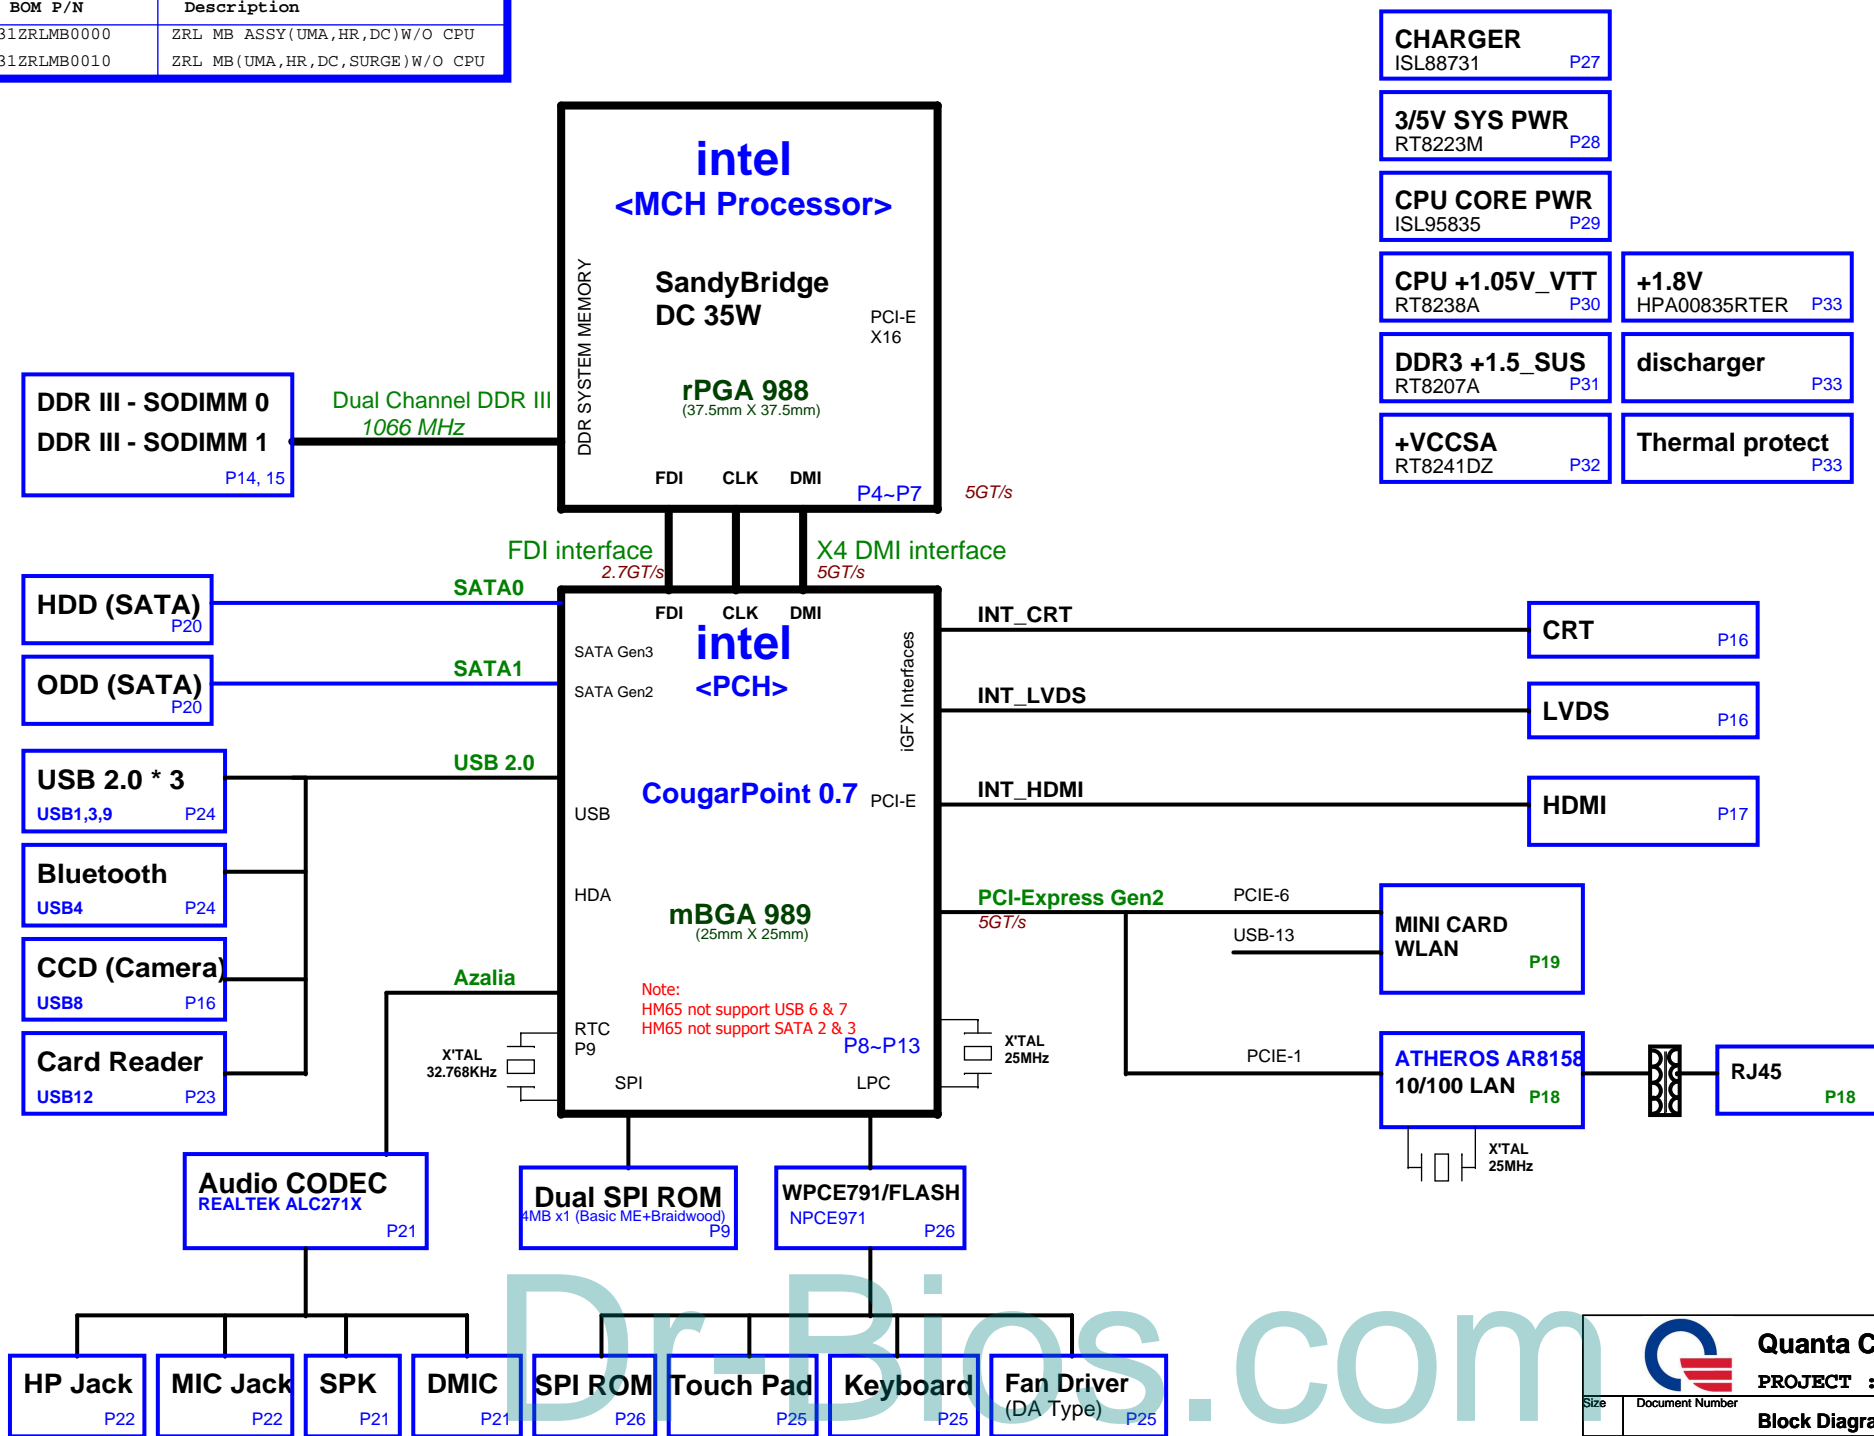 BOM P/N Description
31ZRLMB0000 ZRL MB ASSY(UMA,HR,DC)W/O CPU
31ZRLMB0010 ZRL MB(UMA,HR,DC,SURGE)W/O CPU
CHARGER
ISL88731 P27
3/5V SYS PWR
RT8223M P28
CPU CORE PWR
ISL95835 P29
CPU +1.05V_VTT
RT8238A P30
+1.8V
HPA00835RTER P33
DDR3 +1.5_SUS
RT8207A P31
discharger
P33
+VCCSA
RT8241DZ P32
Thermal protect
P33
intel
<MCH Processor>
SandyBridge
DC 35W
PCI-E
X16
DDR SYSTEM MEMORY
rPGA 988
(37.5mm X 37.5mm)
FDI CLK DMI
P4~P7
5GT/s
DDR III - SODIMM 0
DDR III - SODIMM 1
P14, 15
Dual Channel DDR III
1066 MHz
FDI interface
2.7GT/s
X4 DMI interface
5GT/s
HDD (SATA)
P20
SATA0
ODD (SATA)
P20
SATA1
USB 2.0 * 3
USB1,3,9 P24
USB 2.0
Bluetooth
USB4 P24
CCD (Camera)
USB8 P16
Card Reader
USB12 P23
Azalia
FDI CLK DMI
intel
<PCH>
SATA Gen3
SATA Gen2
iGFX Interfaces
CougarPoint 0.7
PCI-E
USB
HDA
mBGA 989
(25mm X 25mm)
Note:
HM65 not support USB 6 & 7
HM65 not support SATA 2 & 3
RTC
P9
P8~P13
SPI
LPC
X'TAL
32.768KHz
X'TAL
25MHz
INT_CRT
CRT
P16
INT_LVDS
LVDS
P16
INT_HDMI
HDMI
P17
PCI-Express Gen2
5GT/s
PCIE-6
USB-13
MINI CARD
WLAN
P19
PCIE-1
ATHEROS AR8158
10/100 LAN P18
X'TAL
25MHz
RJ45
P18
Audio CODEC
REALTEK ALC271X
P21
Dual SPI ROM
4MB x1 (Basic ME+Braidwood)
P9
WPCE791/FLASH
NPCE971
P26
HP Jack
P22
MIC Jack
P22
SPK
P21
DMIC
P21
SPI ROM
P26
Touch Pad
P25
Keyboard
P25
Fan Driver
(DA Type)
P25
Dr-Bios.com
Quanta C
PROJECT :
Size Document Number
Block Diagra